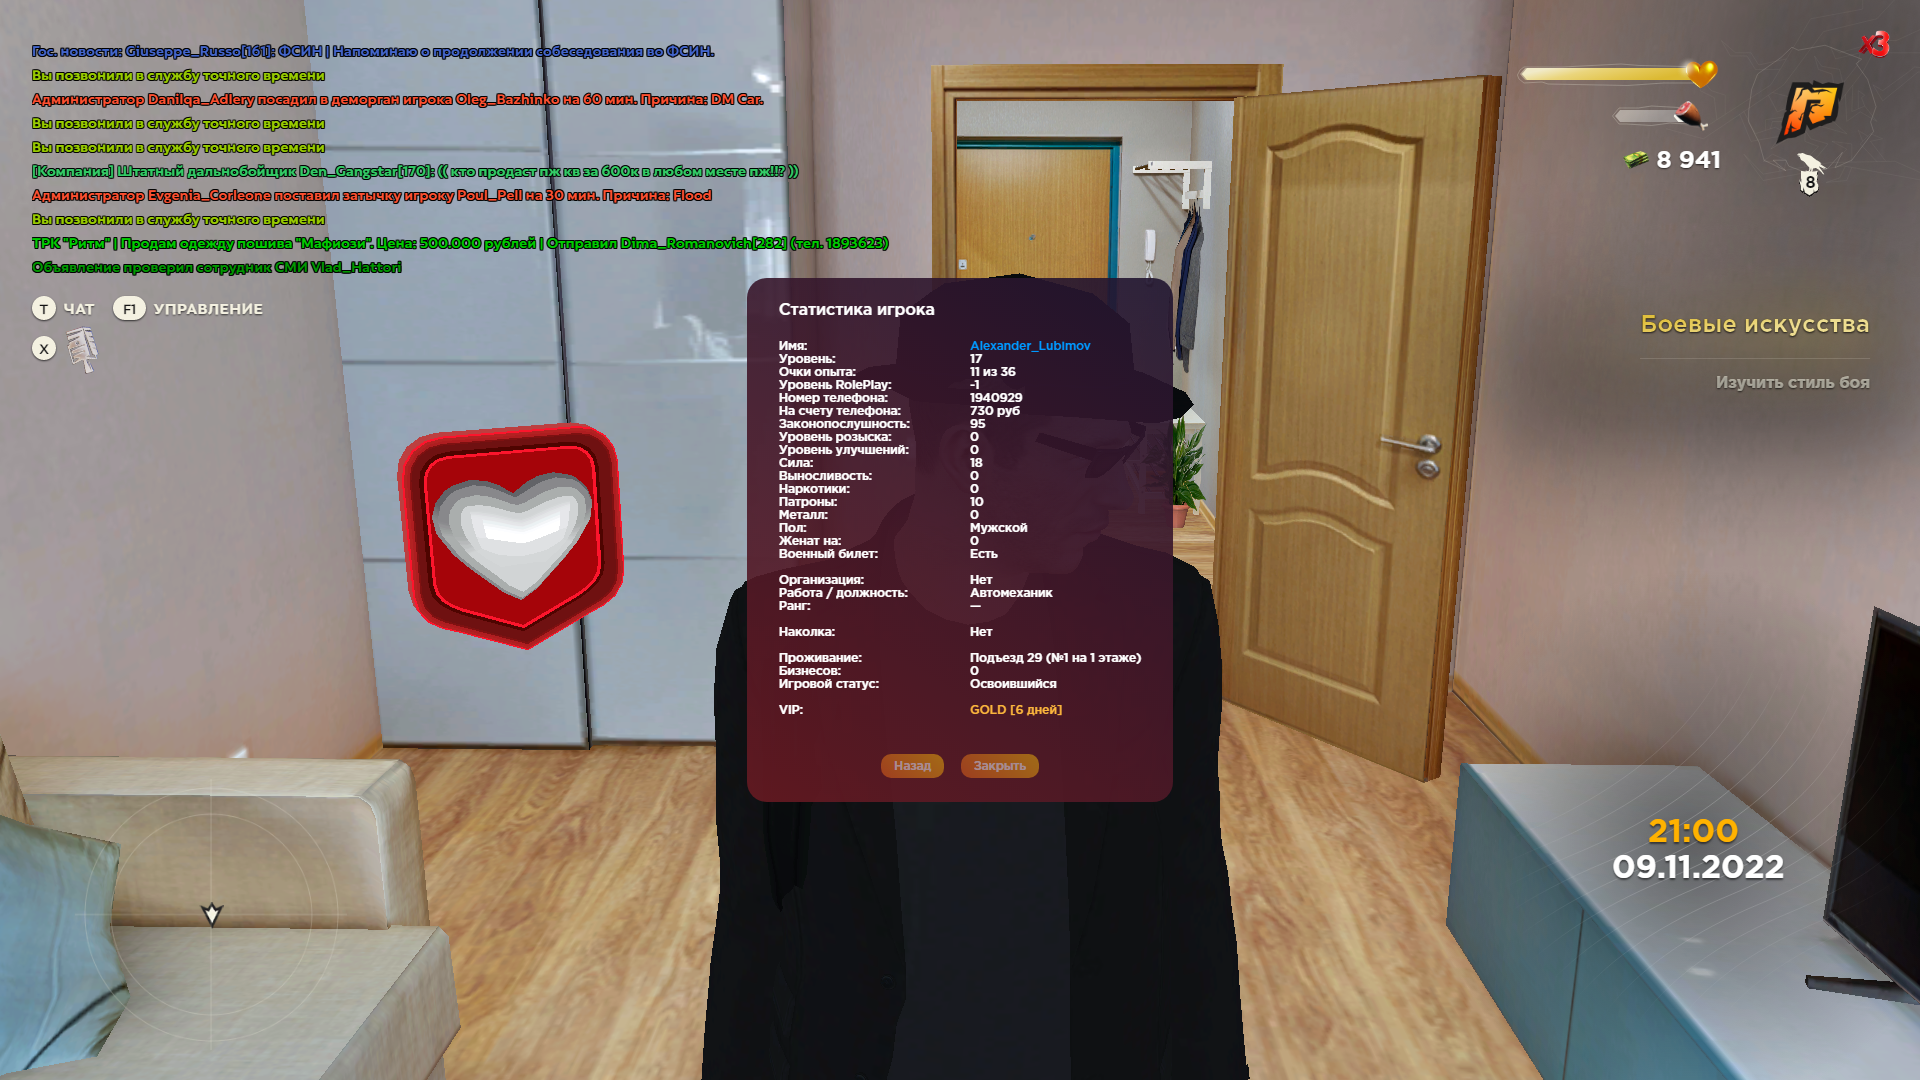 Гос. новости: Giuseppe_Russo[161]: ФСИН | Напоминаю о продолжении собеседования во ФСИН.
Вы позвонили в службу точного времени
Администратор Danilqa_Adlery посадил в деморган игрока Oleg_Bazhinko на 60 мин. Причина: DM Car.
Вы позвонили в службу точного времени
Вы позвонили в службу точного времени
[Компания] Штатный дальнобойщик Den_Gangstar[170]: (( кто продаст пж кв за 600к в любом месте пж!!? ))
Администратор Evgenia_Corleone поставил затычку игроку Poul_Pell на 30 мин. Причина: Flood
Вы позвонили в службу точного времени
ТРК "Ритм" | Продам одежду пошива "Мафиози". Цена: 500.000 рублей | Отправил Dima_Romanovich[282] (тел. 1893623)
Объявление проверил сотрудник СМИ Vlad_Hattori
T ЧАТ F1 УПРАВЛЕНИЕ
X
x3
8 941
8
Боевые искусства
Изучить стиль боя
Статистика игрока
Имя: Alexander_Lubimov
Уровень: 17
Очки опыта: 11 из 36
Уровень RolePlay: -1
Номер телефона: 1940929
На счету телефона: 730 руб
Законопослушность: 95
Уровень розыска: 0
Уровень улучшений: 0
Сила: 18
Выносливость: 0
Наркотики: 0
Патроны: 10
Металл: 0
Пол: Мужской
Женат на: 0
Военный билет: Есть
Организация: Нет
Работа / должность: Автомеханик
Ранг: —
Наколка: Нет
Проживание: Подъезд 29 (№1 на 1 этаже)
Бизнесов: 0
Игровой статус: Освоившийся
VIP: GOLD [6 дней]
Назад Закрыть
21:00
09.11.2022